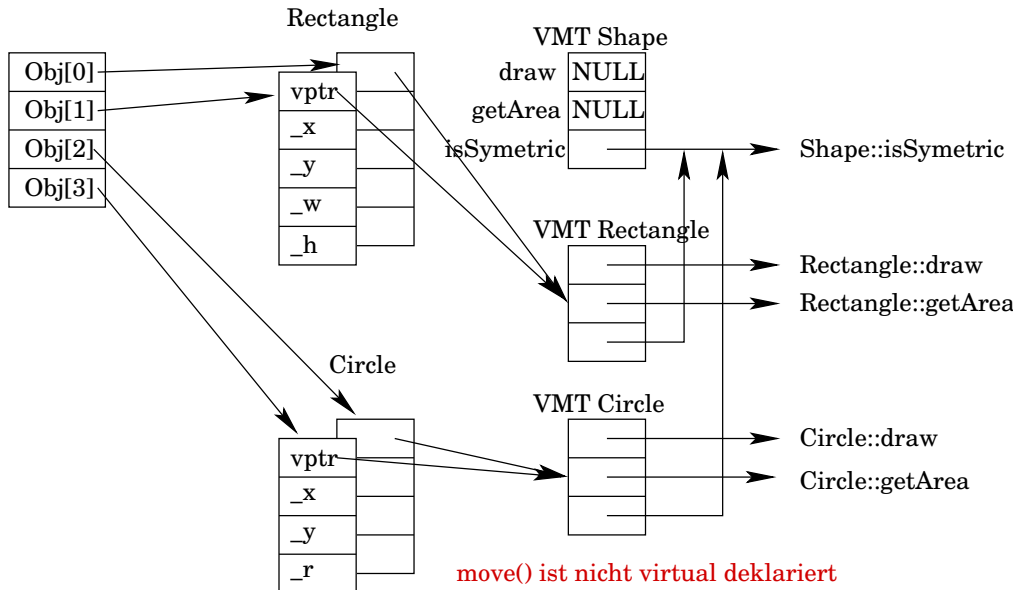 Rectangle
VMT Shape
Obj[0]
Obj[1]
Obj[2]
Obj[3]
vptr
_x
_y
_w
_h
draw NULL
getArea NULL
isSymetric
Shape::isSymetric
VMT Rectangle
Rectangle::draw
Rectangle::getArea
Circle
VMT Circle
vptr
_x
_y
_r
Circle::draw
Circle::getArea
move() ist nicht virtual deklariert